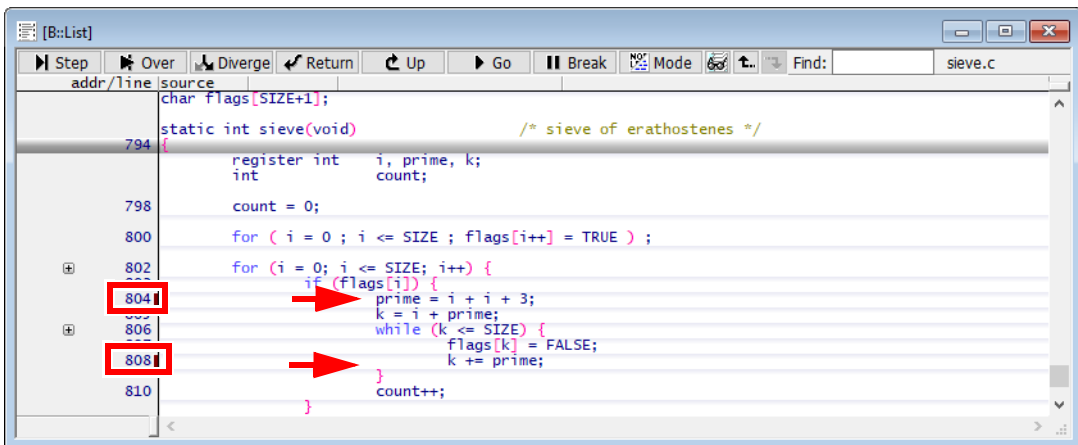 [B::List]
Step Over Diverge Return Up Go Break Mode Find: sieve.c
addr/line source
char flags[SIZE+1];
static int sieve(void) /* sieve of erathostenes */
794 {
register int i, prime, k;
int count;
798 count = 0;
800 for ( i = 0 ; i <= SIZE ; flags[i++] = TRUE ) ;
802 for (i = 0; i <= SIZE; i++) {
if (flags[i]) {
804 prime = i + i + 3;
k = i + prime;
806 while (k <= SIZE) {
flags[k] = FALSE;
808 k += prime;
}
810 count++;
}